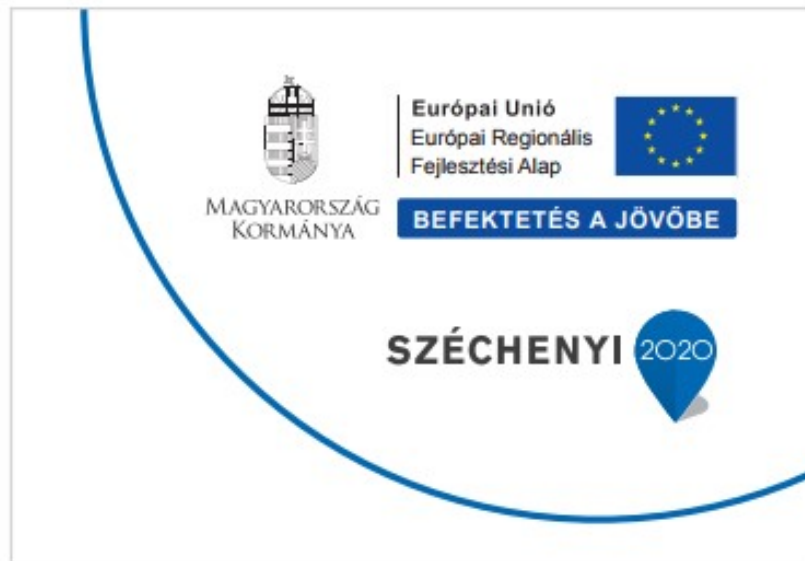 Európai Unió
Európai Regionális
Fejlesztési Alap
MAGYARORSZÁG
KORMÁNYA
BEFEKTETÉS A JÖVŐBE
SZÉCHENYI 2020